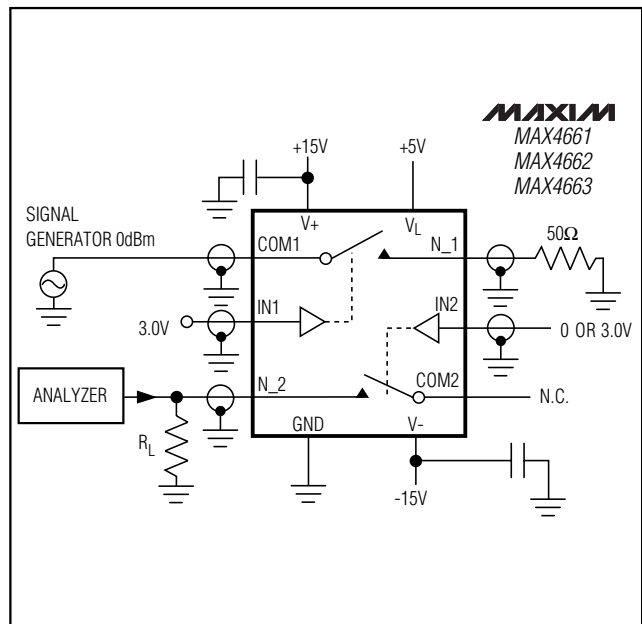 MAXIM
MAX4661
MAX4662
MAX4663
+15V
+5V
SIGNAL
GENERATOR 0dBm
V+
VL
COM1
N_1
50Ω
IN1
IN2
3.0V
0 OR 3.0V
ANALYZER
N_2
COM2
N.C.
RL
GND
V-
-15V